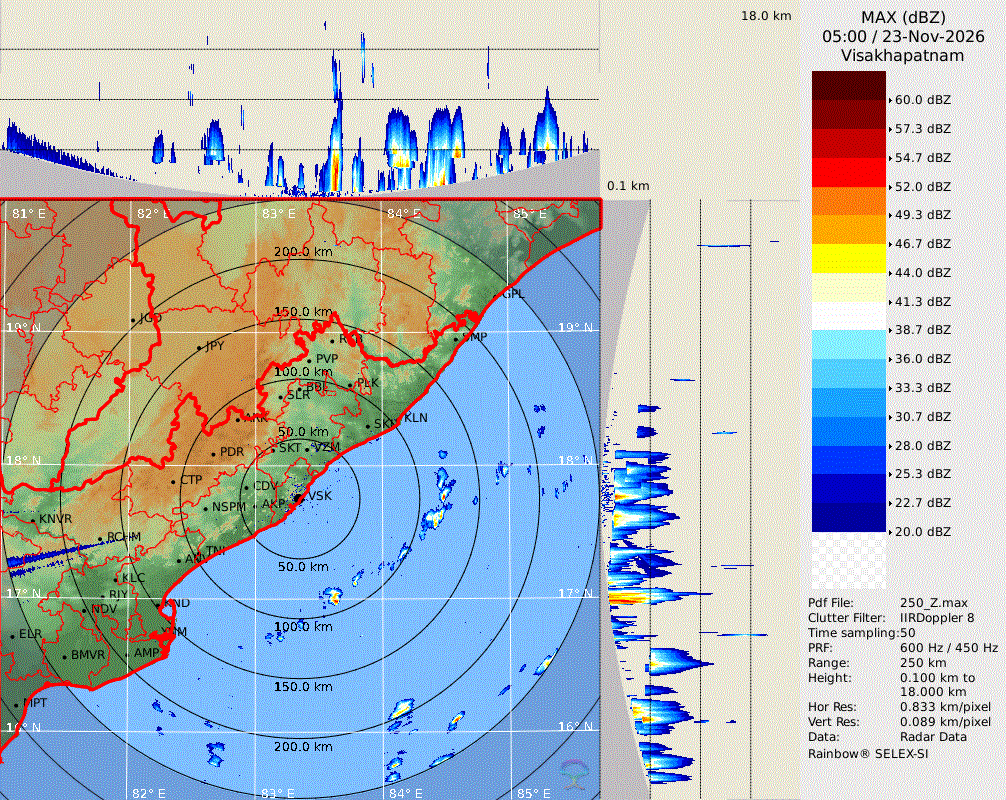 18.0 km
0.1 km
MAX (dBZ)
05:00 / 23-Nov-2026
Visakhapatnam
60.0 dBZ
57.3 dBZ
54.7 dBZ
52.0 dBZ
49.3 dBZ
46.7 dBZ
44.0 dBZ
41.3 dBZ
38.7 dBZ
36.0 dBZ
33.3 dBZ
30.7 dBZ
28.0 dBZ
25.3 dBZ
22.7 dBZ
20.0 dBZ
Pdf File: 250_Z.max
Clutter Filter: IIRDoppler 8
Time sampling:50
PRF: 600 Hz / 450 Hz
Range: 250 km
Height: 0.100 km to
18.000 km
Hor Res: 0.833 km/pixel
Vert Res: 0.089 km/pixel
Data: Radar Data
Rainbow® SELEX-SI
81° E 82° E 83° E 84° E 85° E
200.0 km
GPL
150.0 km
19° N 19° N
JPY
PVP
100.0 km
PLK
SLR
KLN
50.0 km
SKT
PDR
18° N 18° N
CTP
CDV
VSK
NSPM
AKP
KNVR
50.0 km
KLC
RJY
17° N 17° N
KND
NDV
100.0 km
ELR
BMVR
AMP
150.0 km
16° N 16° N
200.0 km
82° E 83° E 84° E 85° E